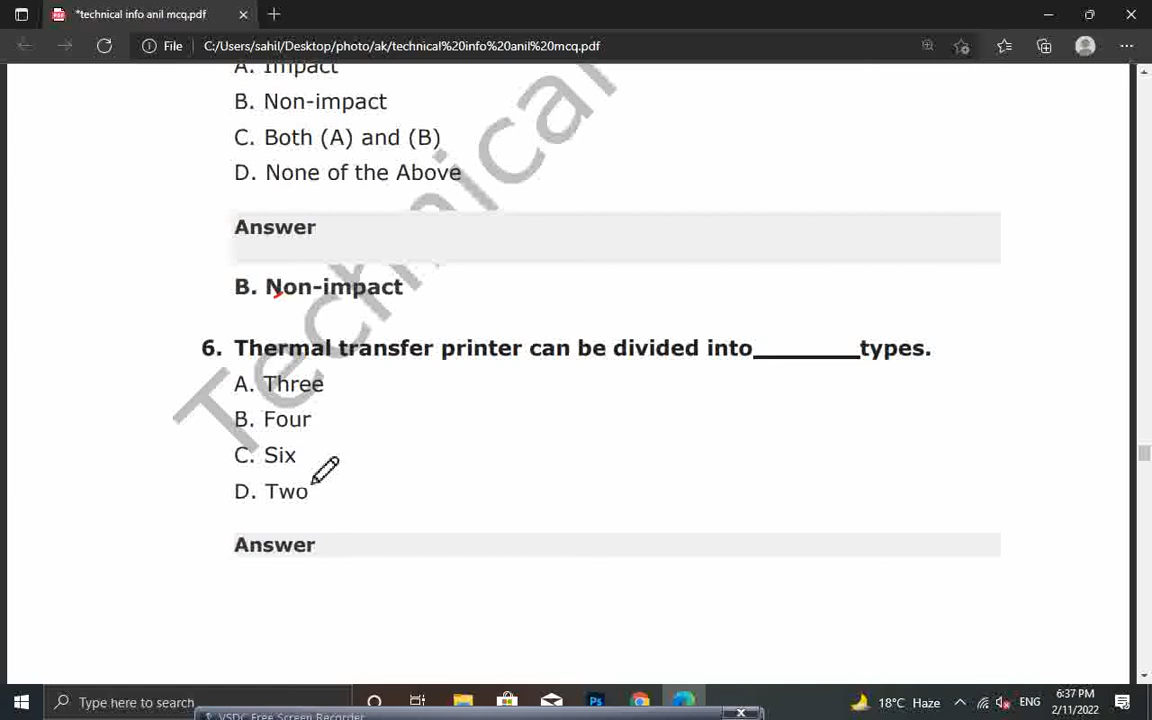 *technical info anil mcq.pdf
File
C:/Users/sahil/Desktop/photo/ak/technical%20info%20anil%20mcq.pdf
A. Impact
B. Non-impact
C. Both (A) and (B)
D. None of the Above
Answer
B. Non-impact
6. Thermal transfer printer can be divided into________types.
A. Three
B. Four
C. Six
D. Two
Answer
Technical
Type here to search
Ps
18°C Haze
ENG
6:37 PM
2/11/2022
VSDC Free Screen Recorder